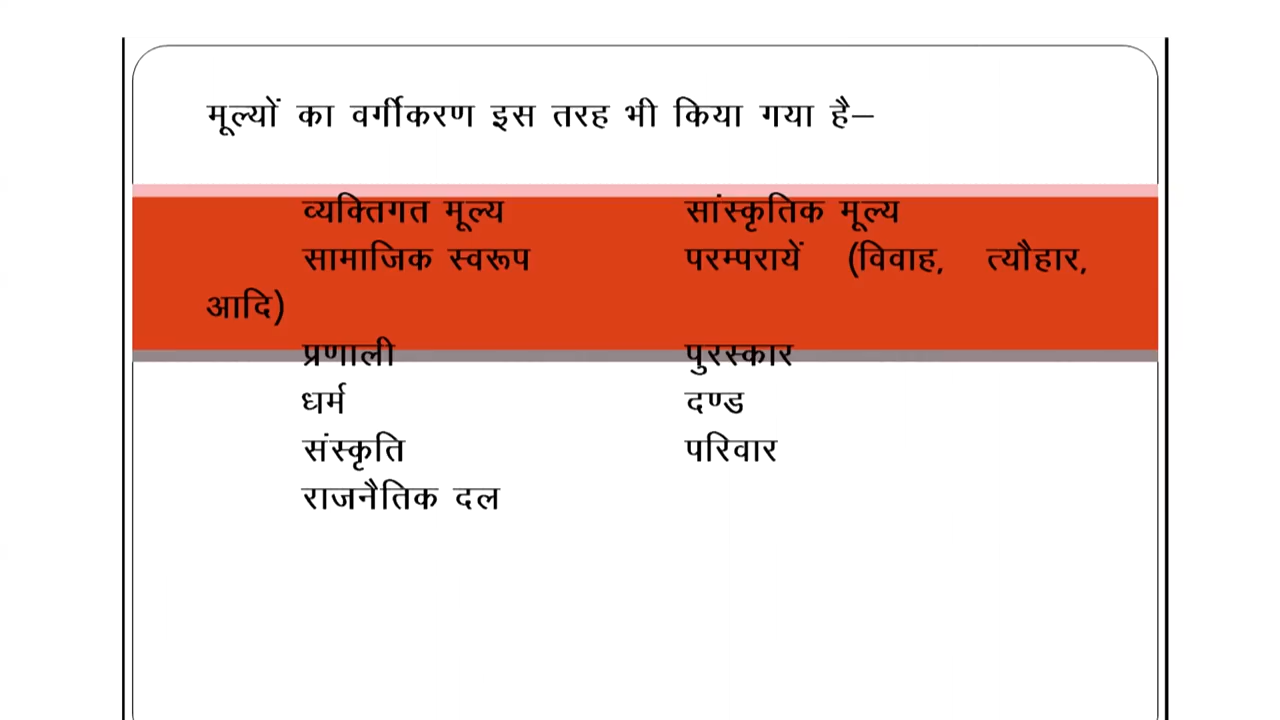 मूल्यों का वर्गीकरण इस तरह भी किया गया है–
व्यक्तिगत मूल्य सांस्कृतिक मूल्य
सामाजिक स्वरूप परम्परायें (विवाह, त्यौहार,
आदि)
प्रणाली पुरस्कार
धर्म दण्ड
संस्कृति परिवार
राजनैतिक दल